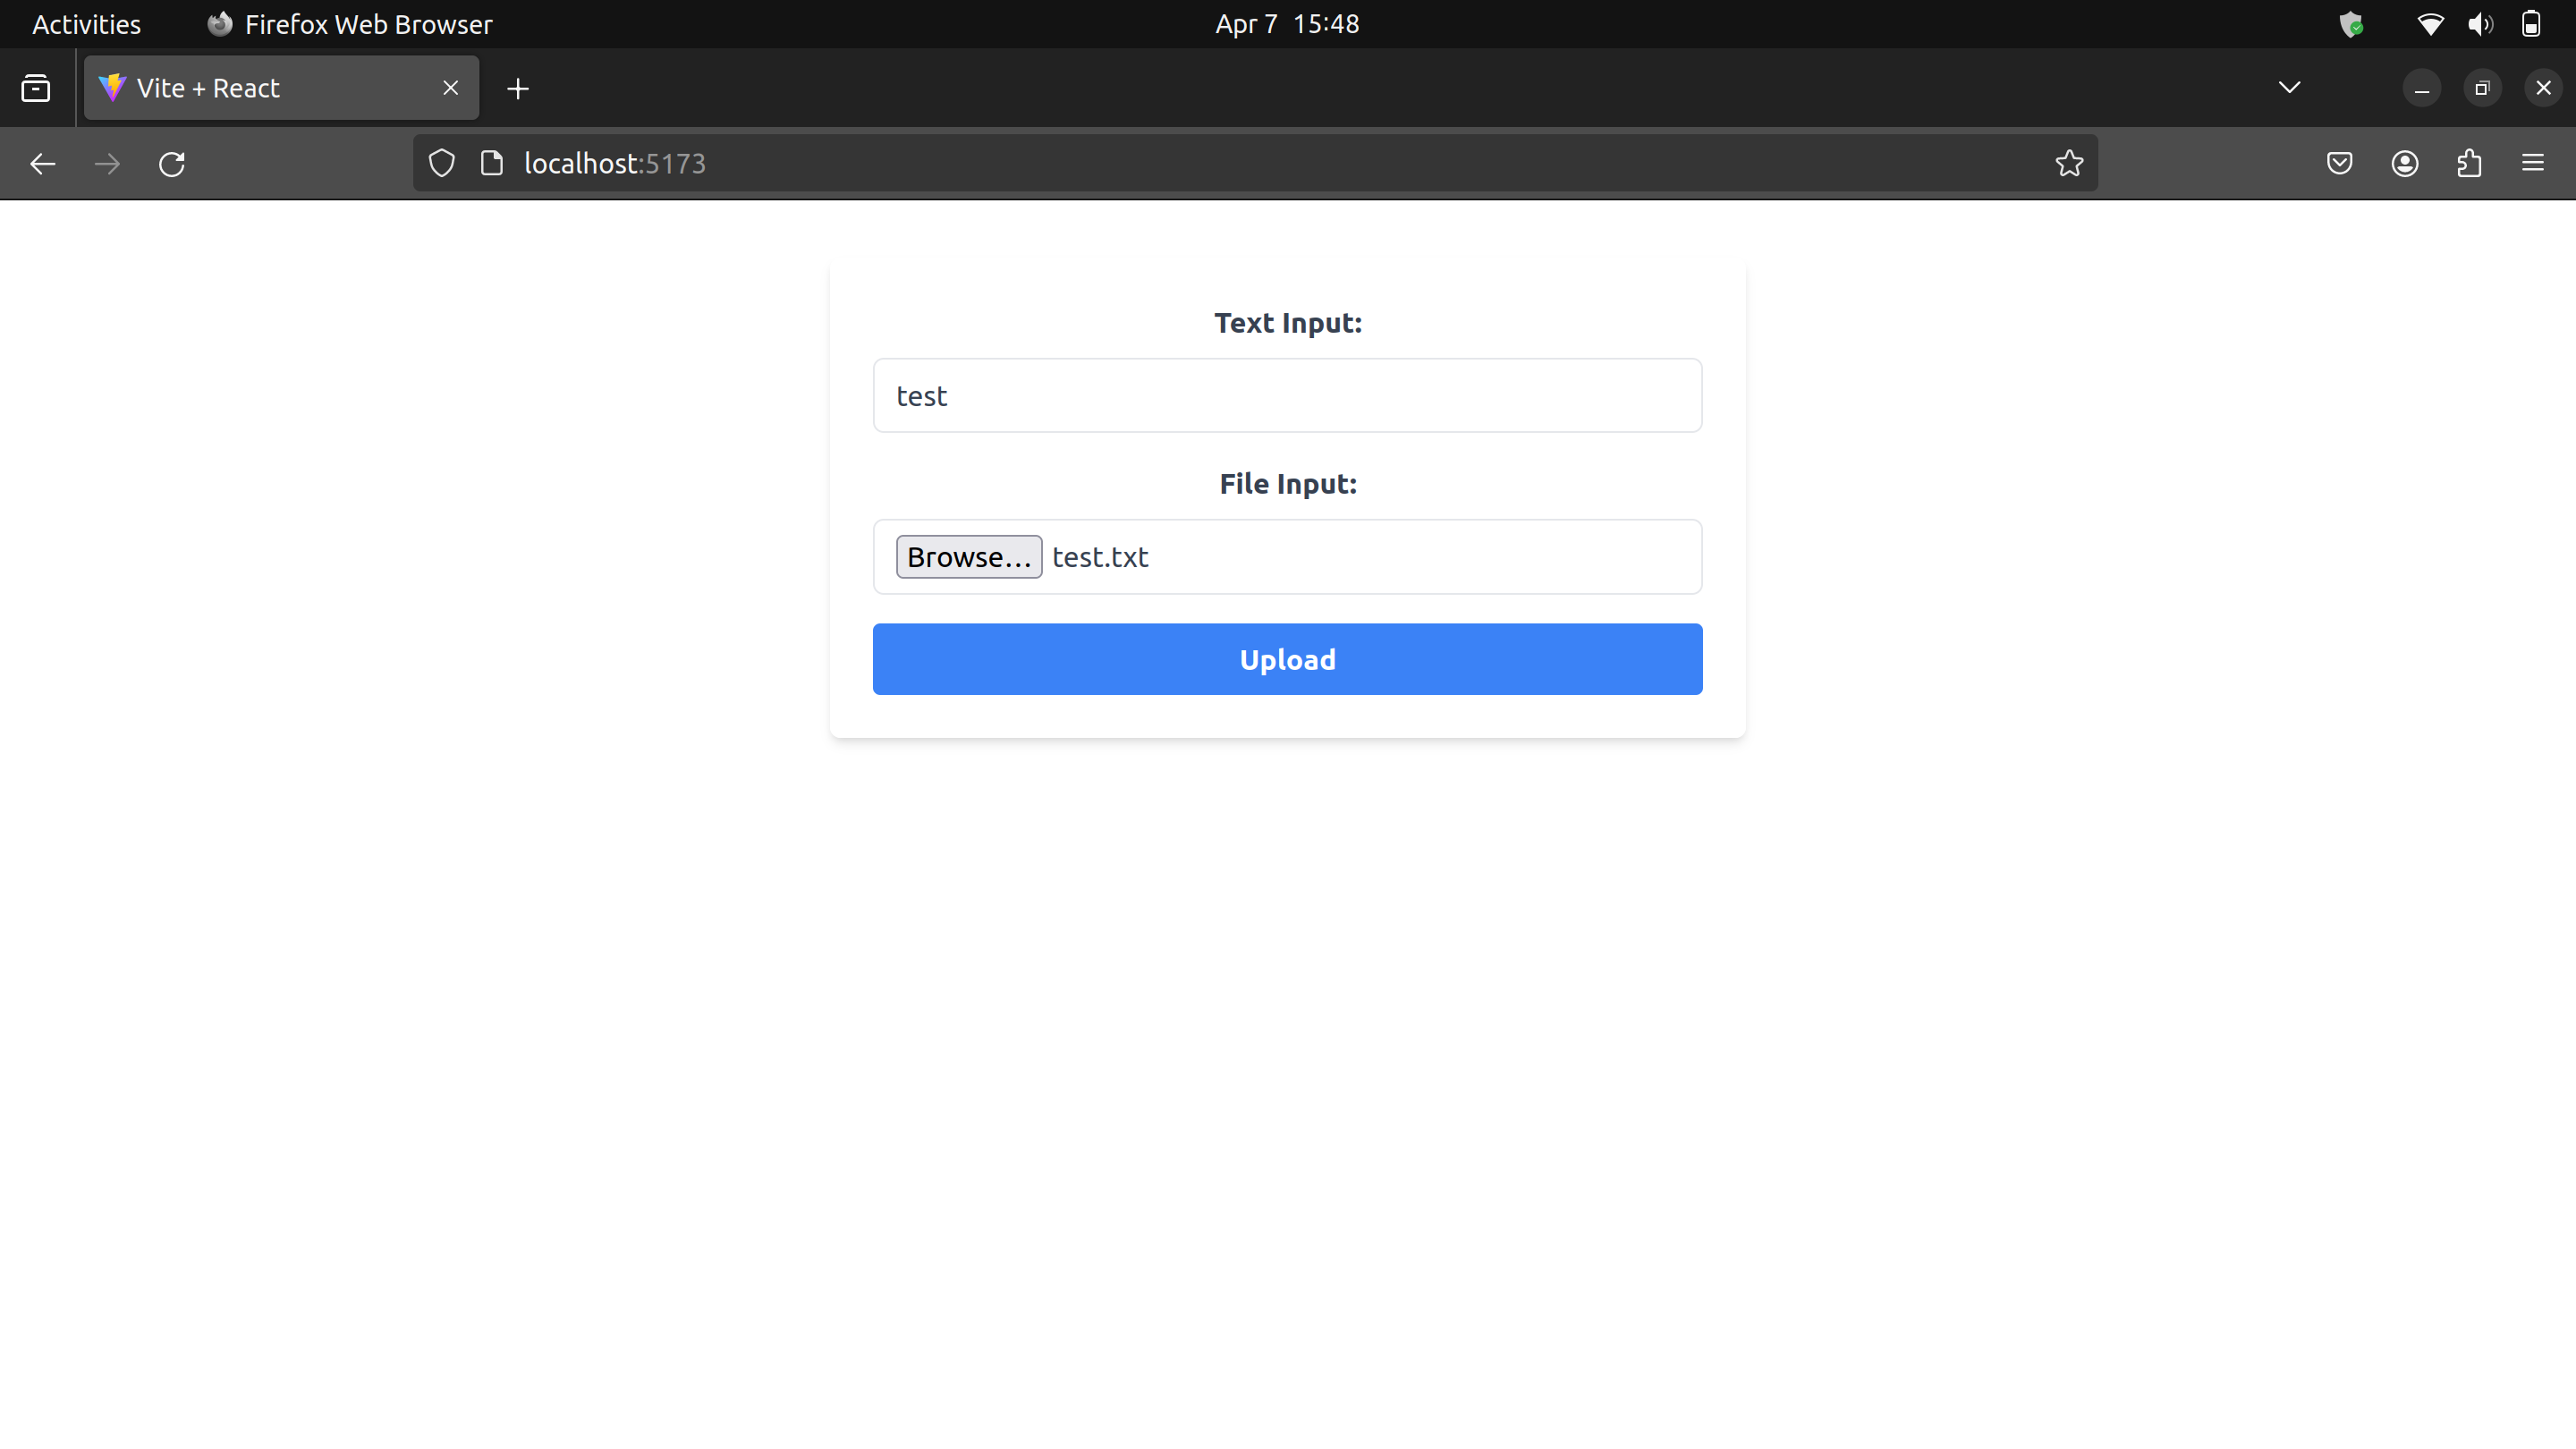 Activities Firefox Web Browser Apr 7 15:48
Vite + React
localhost:5173
Text Input:
test
File Input:
Browse... test.txt
Upload